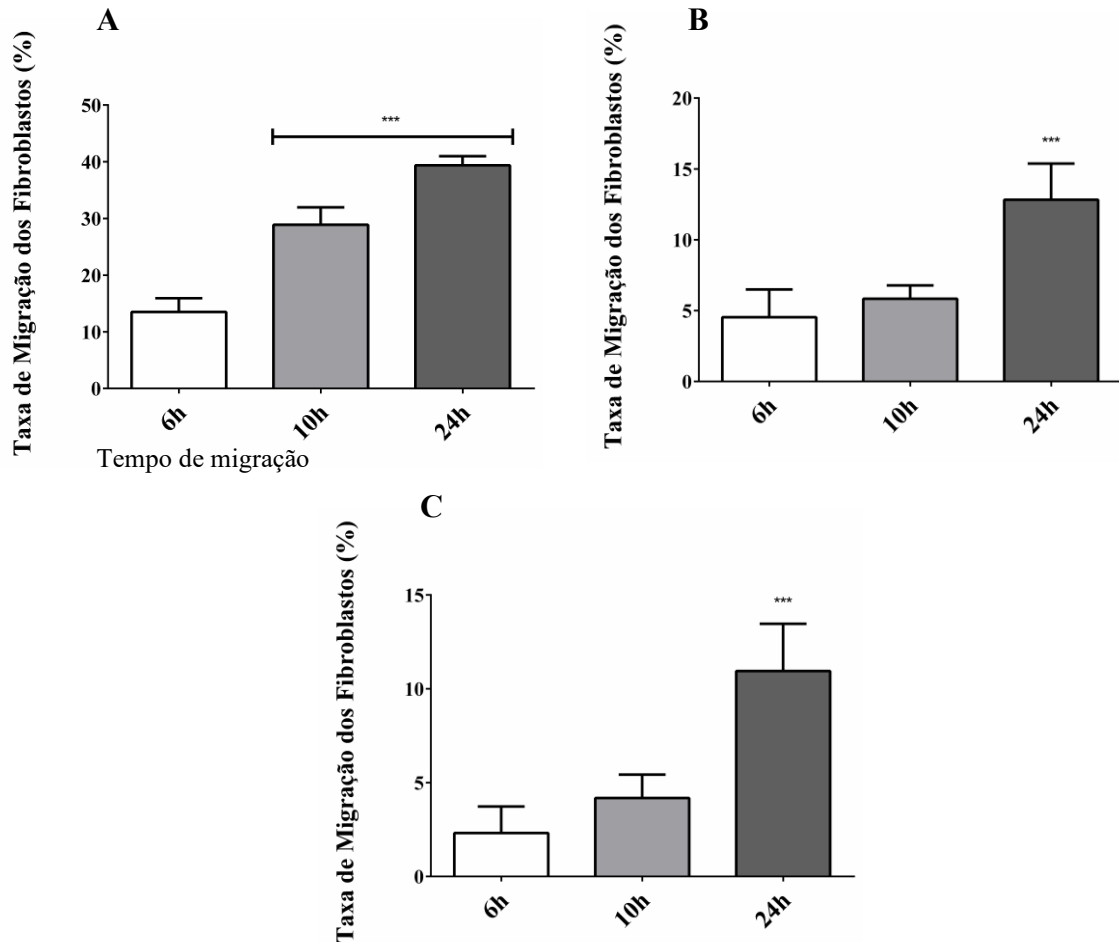 A
Taxa de Migração dos Fibroblastos (%)
50
40
30
20
10
0
***
6h
10h
24h
Tempo de migração
B
Taxa de Migração dos Fibroblastos (%)
20
15
10
5
0
***
6h
10h
24h
C
Taxa de Migração dos Fibroblastos (%)
15
10
5
0
***
6h
10h
24h